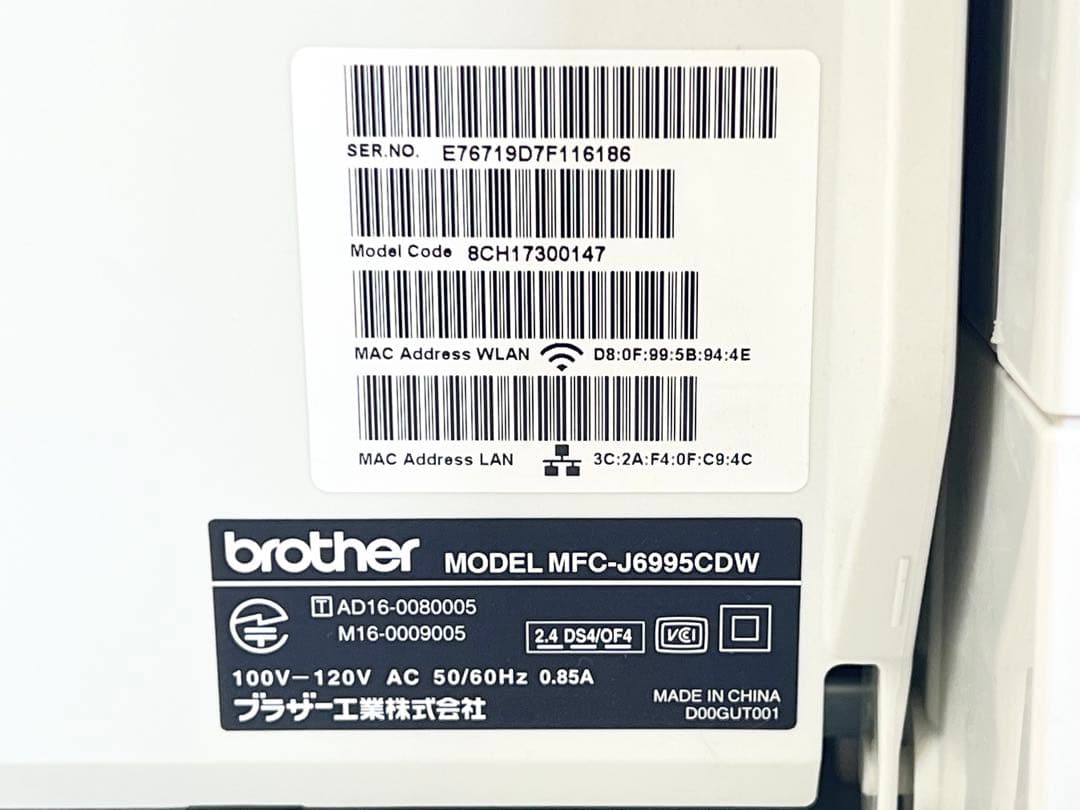 SER.NO. E76719D7F116186
Model Code 8CH17300147
MAC Address WLAN D8:0F:99:5B:94:4E
MAC Address LAN 3C:2A:F4:0F:C9:4C
brother MODEL MFC-J6995CDW
T AD16-0080005
M16-0009005
2.4 DS4/OF4 VCCI
100V-120V AC 50/60Hz 0.85A
MADE IN CHINA
ブラザー工業株式会社
D00GUT001